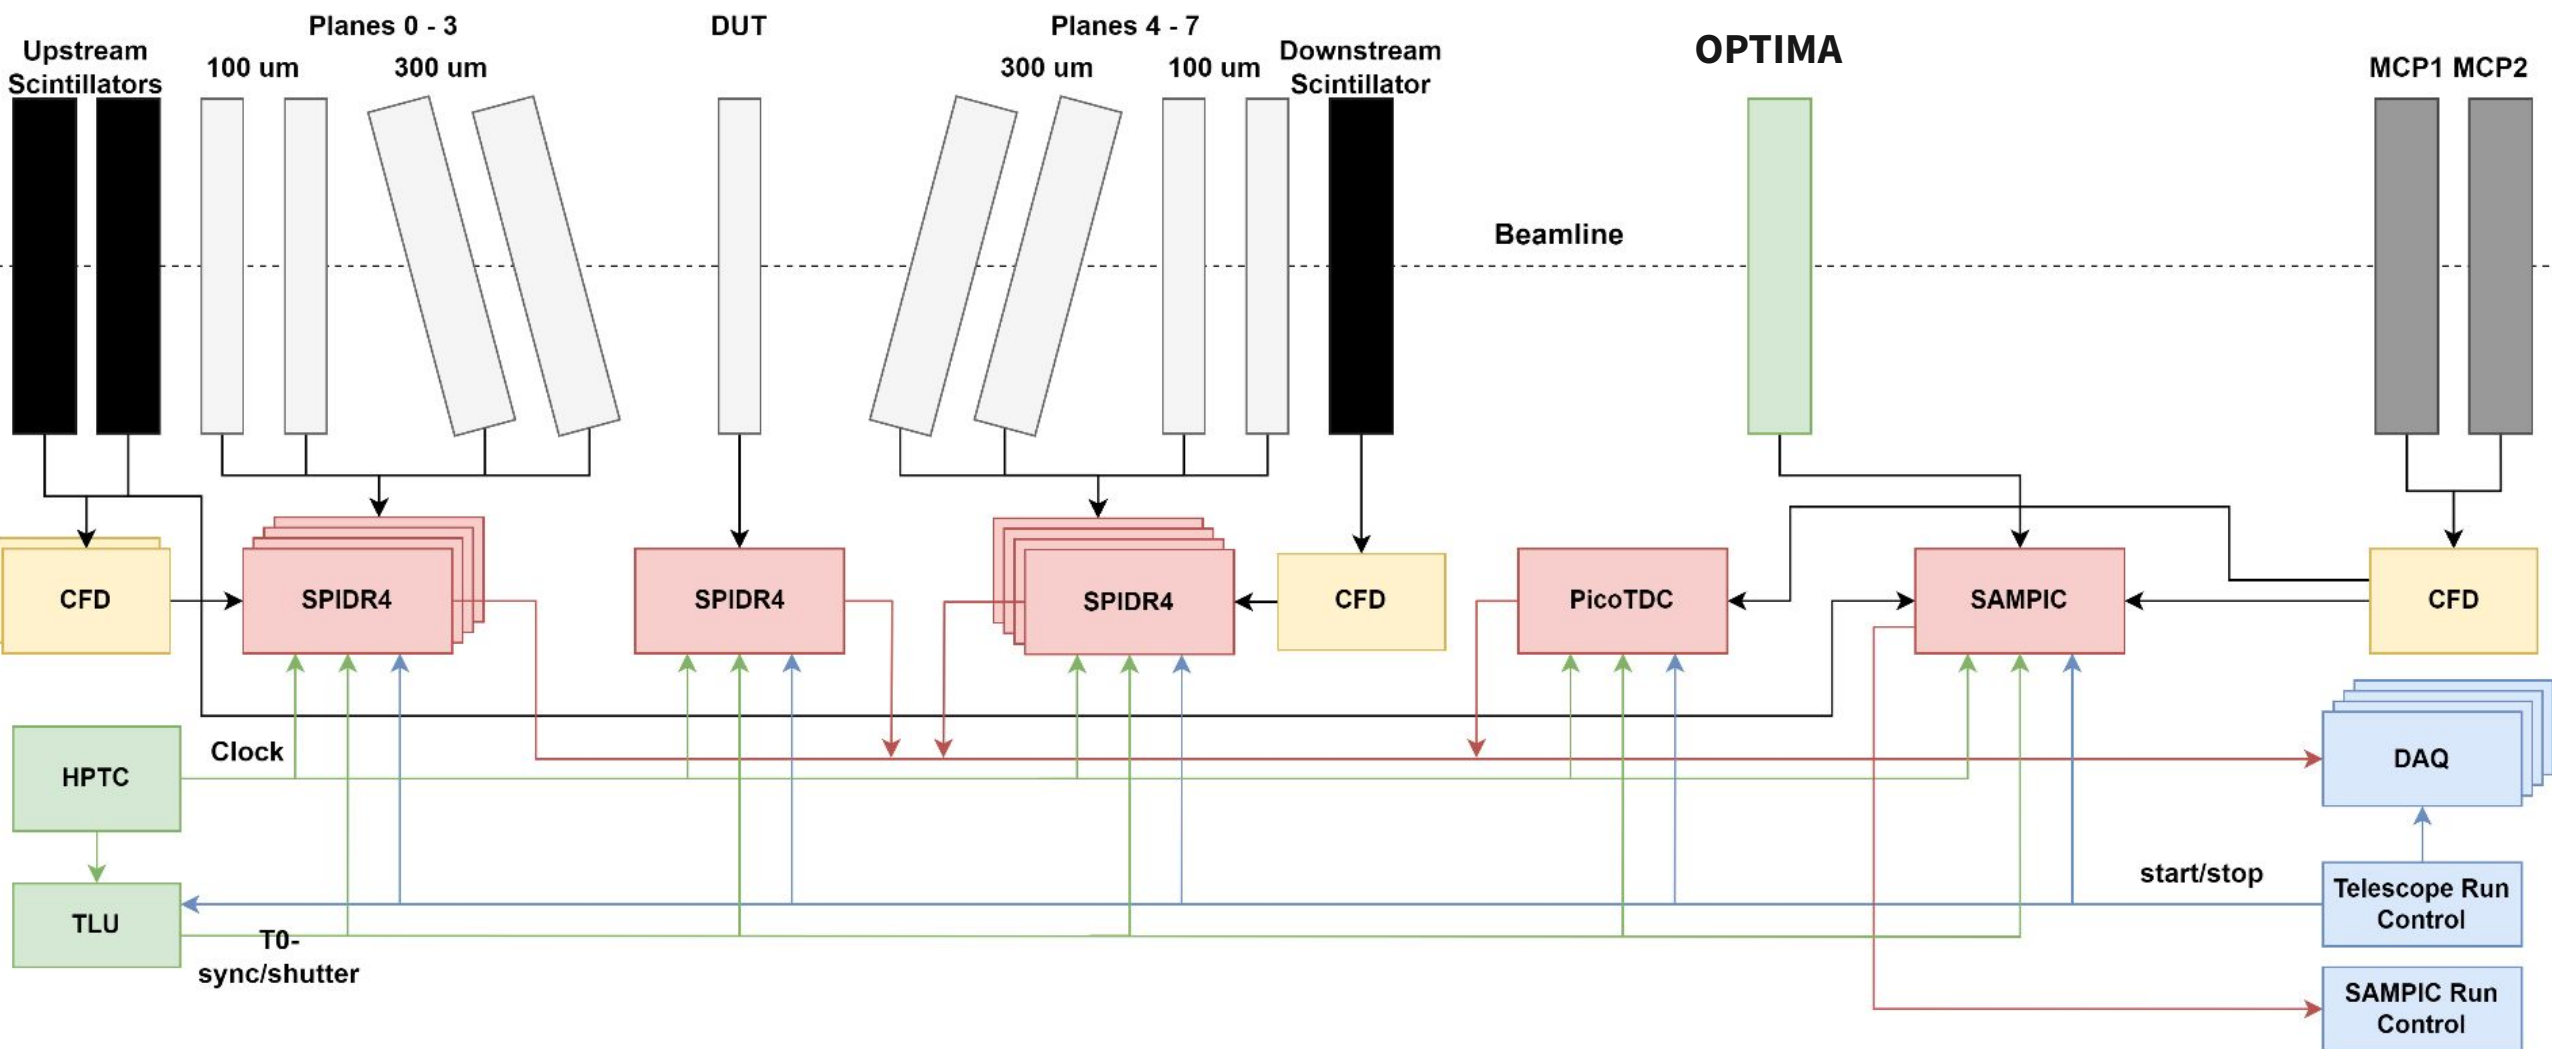 Planes 0 - 3
DUT
Planes 4 - 7
Upstream
Scintillators
100 um
300 um
300 um
100 um
Downstream
Scintillator
OPTIMA
MCP1 MCP2
Beamline
CFD
SPIDR4
SPIDR4
SPIDR4
CFD
PicoTDC
SAMPIC
CFD
HPTC
Clock
DAQ
TLU
T0-
sync/shutter
start/stop
Telescope Run
Control
SAMPIC Run
Control